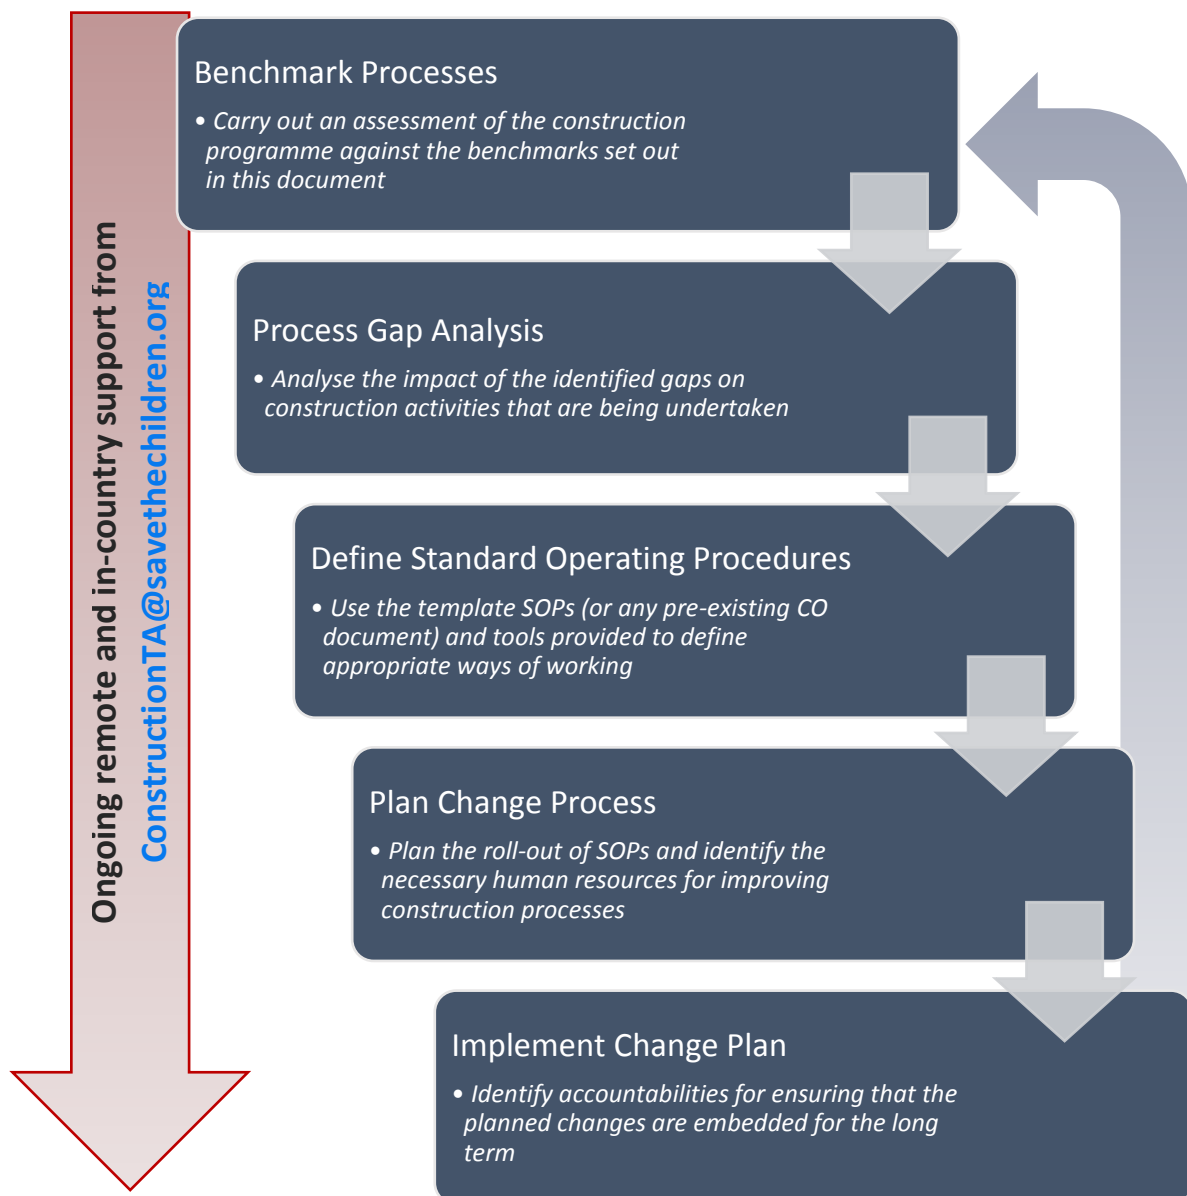 Ongoing remote and in-country support from
ConstructionTA@savethechildren.org
Benchmark Processes
• Carry out an assessment of the construction
programme against the benchmarks set out
in this document
Process Gap Analysis
• Analyse the impact of the identified gaps on
construction activities that are being undertaken
Define Standard Operating Procedures
• Use the template SOPs (or any pre-existing CO
document) and tools provided to define
appropriate ways of working
Plan Change Process
• Plan the roll-out of SOPs and identify the
necessary human resources for improving
construction processes
Implement Change Plan
• Identify accountabilities for ensuring that the
planned changes are embedded for the long
term